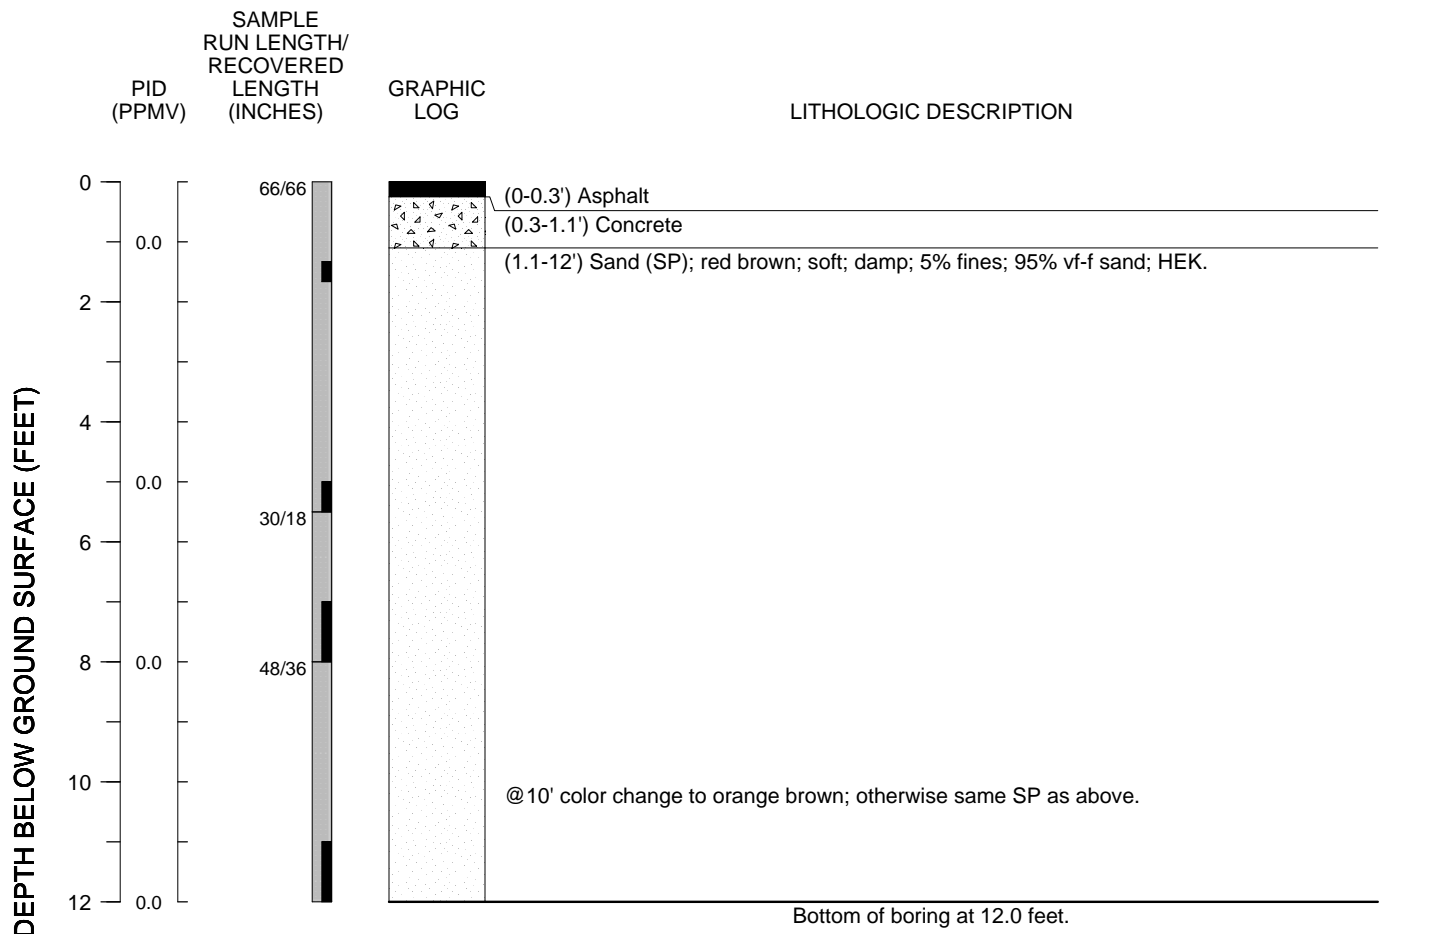 SAMPLE
RUN LENGTH/
RECOVERED
LENGTH
(INCHES)
PID
(PPMV)
GRAPHIC
LOG
LITHOLOGIC DESCRIPTION
DEPTH BELOW GROUND SURFACE (FEET)
0
66/66
(0-0.3') Asphalt
(0.3-1.1') Concrete
0.0
(1.1-12') Sand (SP); red brown; soft; damp; 5% fines; 95% vf-f sand; HEK.
2
4
0.0
30/18
6
8
0.0
48/36
10
@10' color change to orange brown; otherwise same SP as above.
12
0.0
Bottom of boring at 12.0 feet.